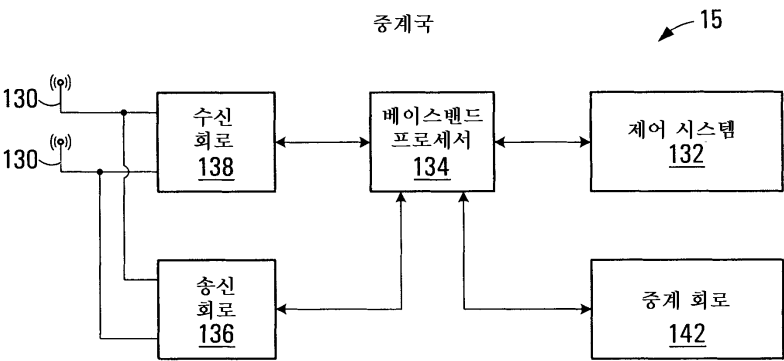 중계국
15
130
130
수신
회로
138
베이스밴드
프로세서
134
제어 시스템
132
송신
회로
136
중계 회로
142